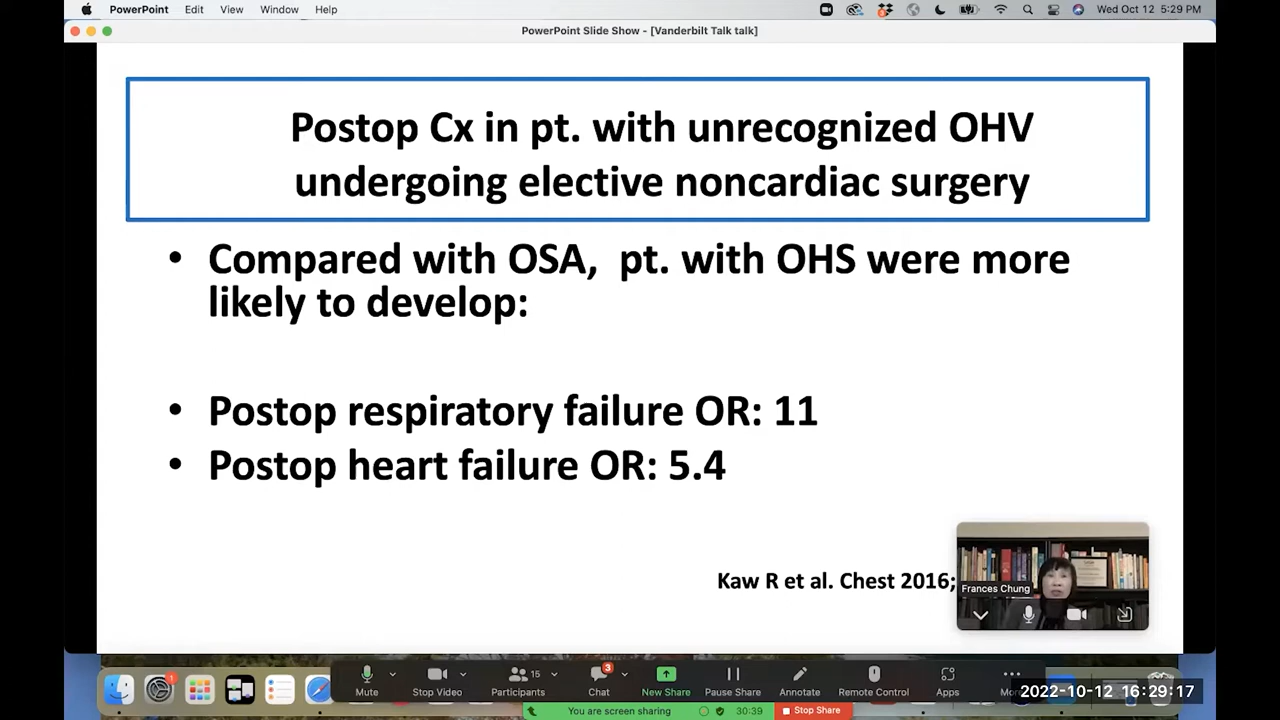 PowerPoint Edit View Window Help
Wed Oct 12 5:29 PM
PowerPoint Slide Show - [Vanderbilt Talk talk]
Postop Cx in pt. with unrecognized OHV
undergoing elective noncardiac surgery
• Compared with OSA, pt. with OHS were more
likely to develop:
• Postop respiratory failure OR: 11
• Postop heart failure OR: 5.4
Kaw R et al. Chest 2016;
Frances Chung
1
3
15
Mute Stop Video Participants Chat New Share Pause Share Annotate Remote Control Apps
2022-10-12 16:29:17
You are screen sharing 30:39 Stop Share